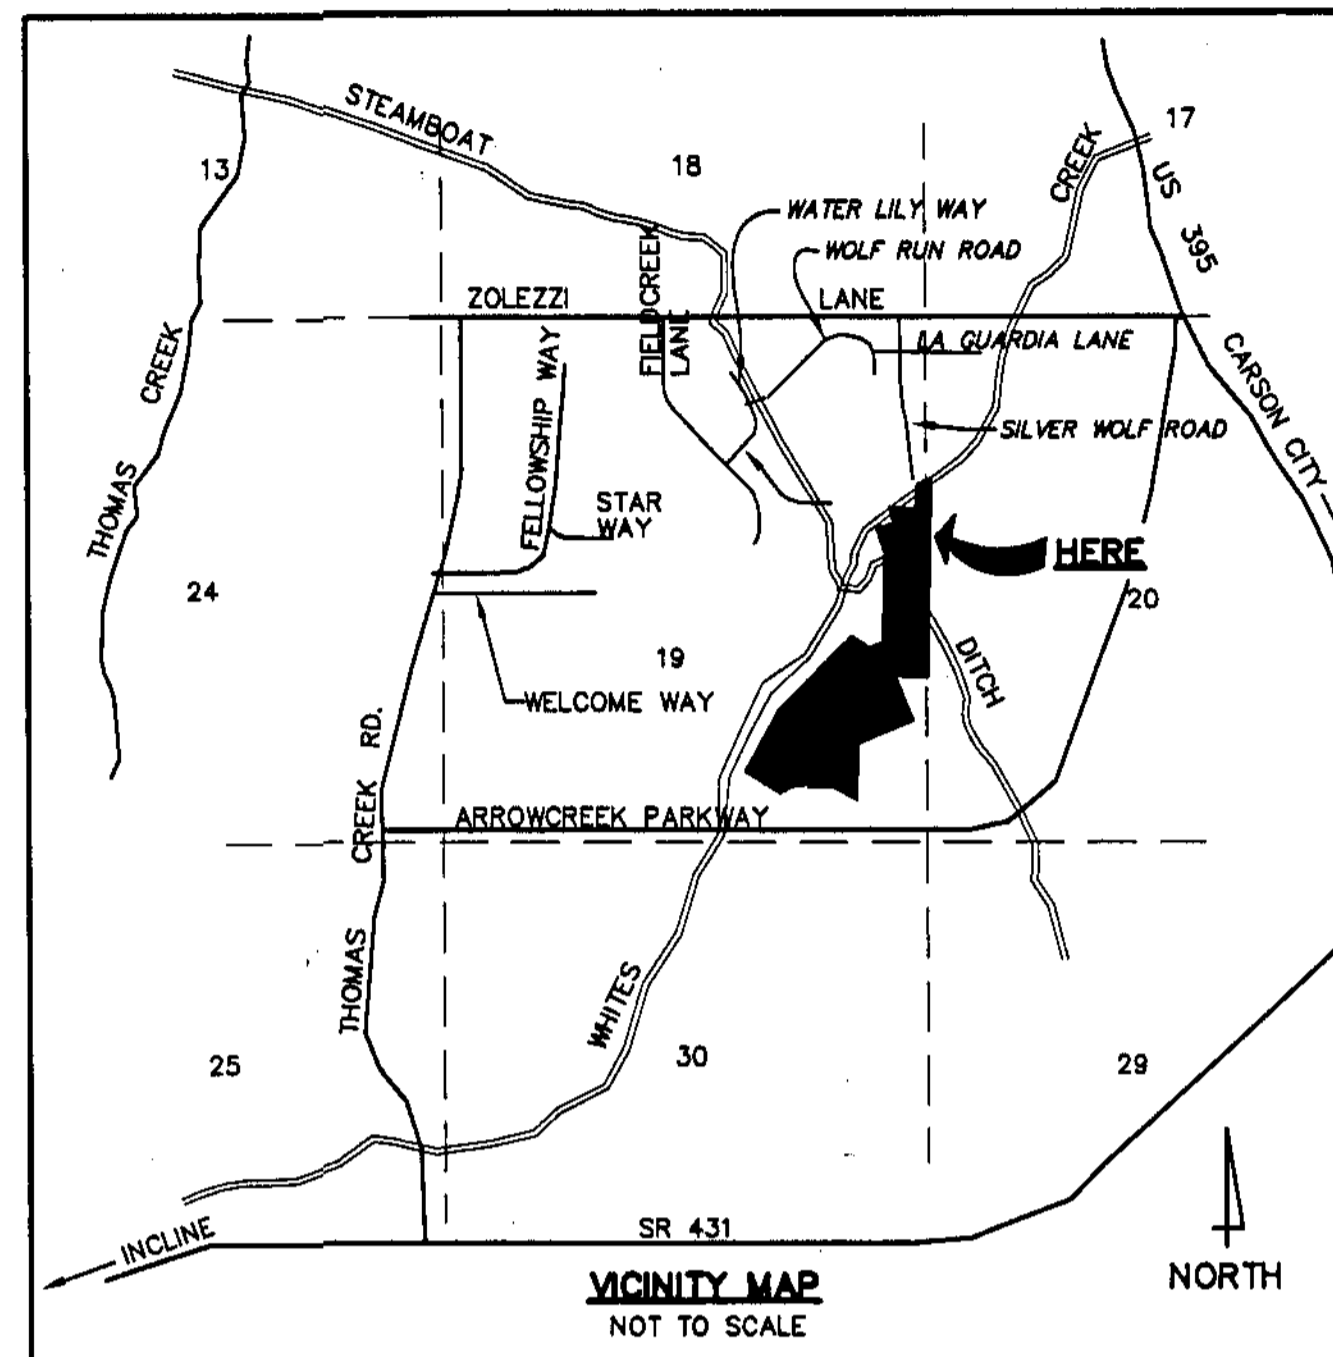 STEAMBOAT
13
18
17
CREEK
US 395
WATER LILY WAY
WOLF RUN ROAD
ZOLEZZI LANE
FIELDCREEK
LANE
LA GUARDIA LANE
CREEK
THOMAS
FELLOWSHIP WAY
CARSON CITY
SILVER WOLF ROAD
STAR
WAY
HERE
24
20
19
DITCH
WELCOME WAY
CREEK RD.
THOMAS
ARROWCREEK PARKWAY
WHITES
25
30
29
INCLINE
SR 431
VICINITY MAP
NOT TO SCALE
NORTH